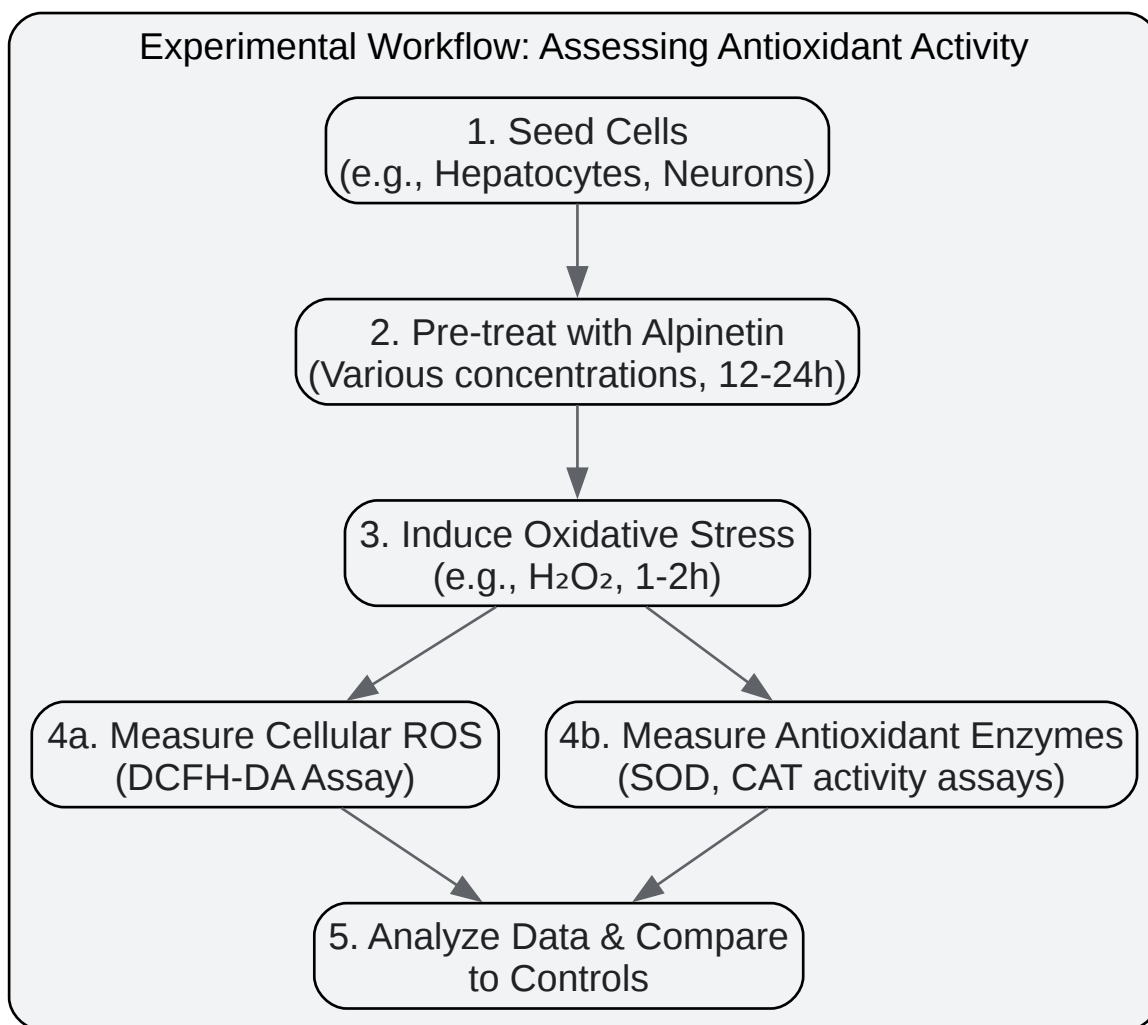 Experimental Workflow: Assessing Antioxidant Activity
1. Seed Cells
(e.g., Hepatocytes, Neurons)
2. Pre-treat with Alpinetin
(Various concentrations, 12-24h)
3. Induce Oxidative Stress
(e.g., H₂O₂, 1-2h)
4a. Measure Cellular ROS
(DCFH-DA Assay)
4b. Measure Antioxidant Enzymes
(SOD, CAT activity assays)
5. Analyze Data & Compare
to Controls